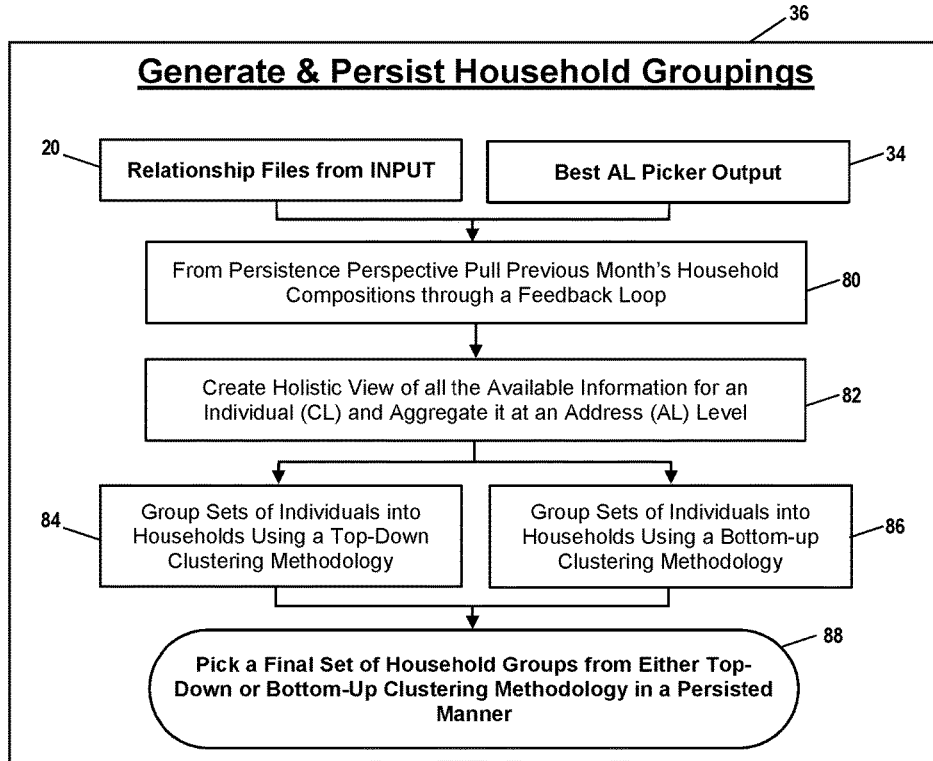 36
Generate & Persist Household Groupings
20
Relationship Files from INPUT
Best AL Picker Output
34
From Persistence Perspective Pull Previous Month's Household
Compositions through a Feedback Loop
80
Create Holistic View of all the Available Information for an
Individual (CL) and Aggregate it at an Address (AL) Level
82
84
Group Sets of Individuals into
Households Using a Top-Down
Clustering Methodology
Group Sets of Individuals into
Households Using a Bottom-up
Clustering Methodology
86
88
Pick a Final Set of Household Groups from Either Top-
Down or Bottom-Up Clustering Methodology in a Persisted
Manner